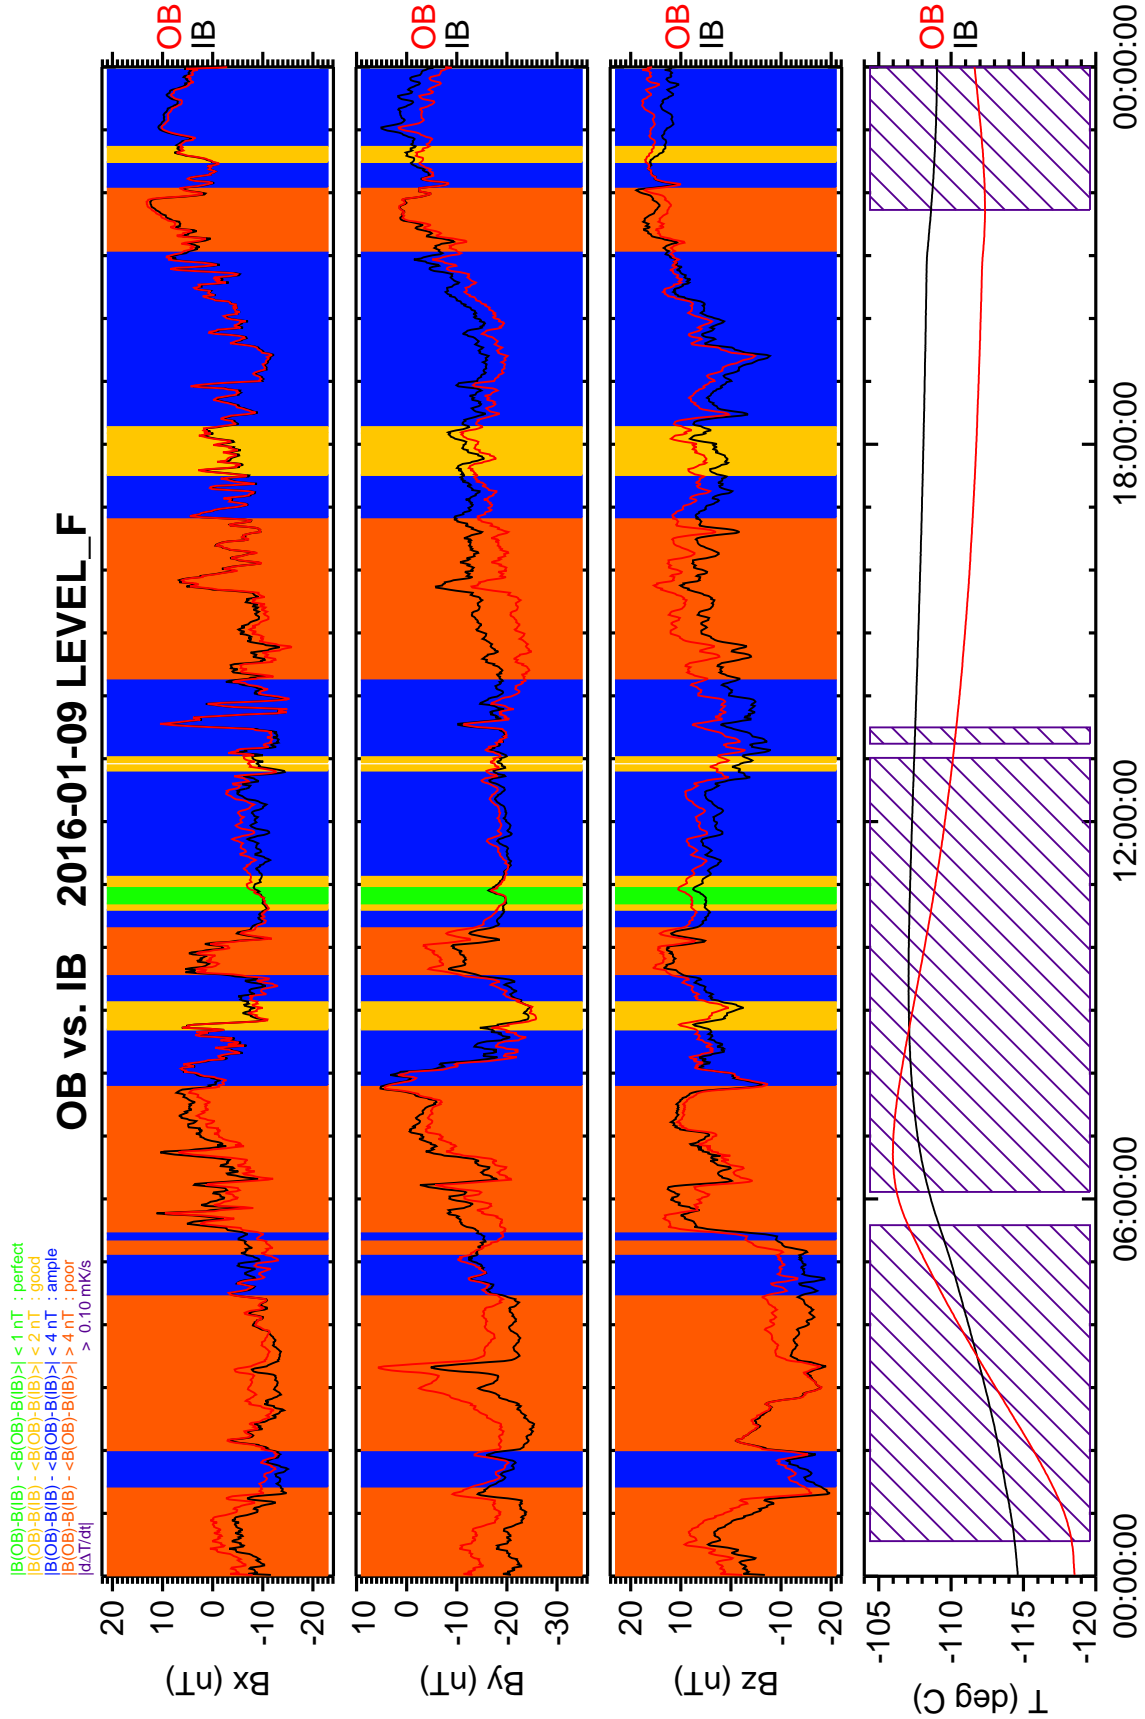 OB vs. IB 2016-01-09 LEVEL_F
|B(OB)-B(IB) - <B(OB)-B(IB)>| < 1 nT : perfect
|B(OB)-B(IB) - <B(OB)-B(IB)>| < 2 nT : good
|B(OB)-B(IB) - <B(OB)-B(IB)>| < 4 nT : ample
|B(OB)-B(IB) - <B(OB)-B(IB)>| > 4 nT : poor
|dΔT/dt| > 0.10 mK/s
Bx (nT)
20
10
0
-10
-20
OB
IB
By (nT)
10
0
-10
-20
-30
OB
IB
Bz (nT)
20
10
0
-10
-20
OB
IB
T (deg C)
-105
-110
-115
-120
OB
IB
00:00:00 06:00:00 12:00:00 18:00:00 00:00:00